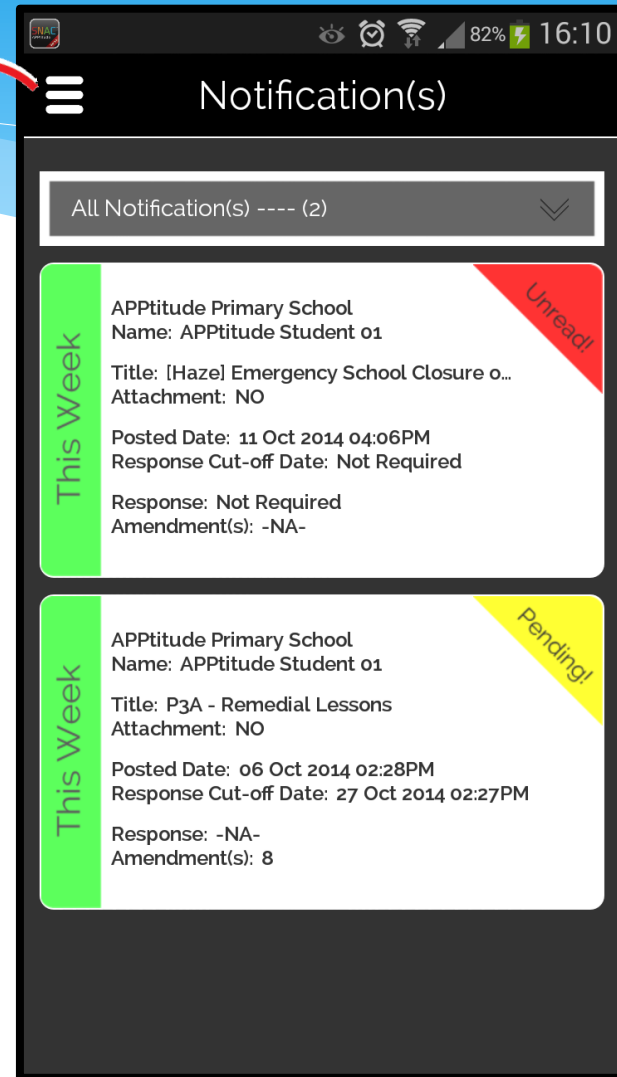 SNAC
82% 16:10
Notification(s)
All Notification(s) ---- (2)
This Week
Unread!
APPtitude Primary School
Name: APPtitude Student 01
Title: [Haze] Emergency School Closure o...
Attachment: NO
Posted Date: 11 Oct 2014 04:06PM
Response Cut-off Date: Not Required
Response: Not Required
Amendment(s): -NA-
This Week
Pending!
APPtitude Primary School
Name: APPtitude Student 01
Title: P3A - Remedial Lessons
Attachment: NO
Posted Date: 06 Oct 2014 02:28PM
Response Cut-off Date: 27 Oct 2014 02:27PM
Response: -NA-
Amendment(s): 8